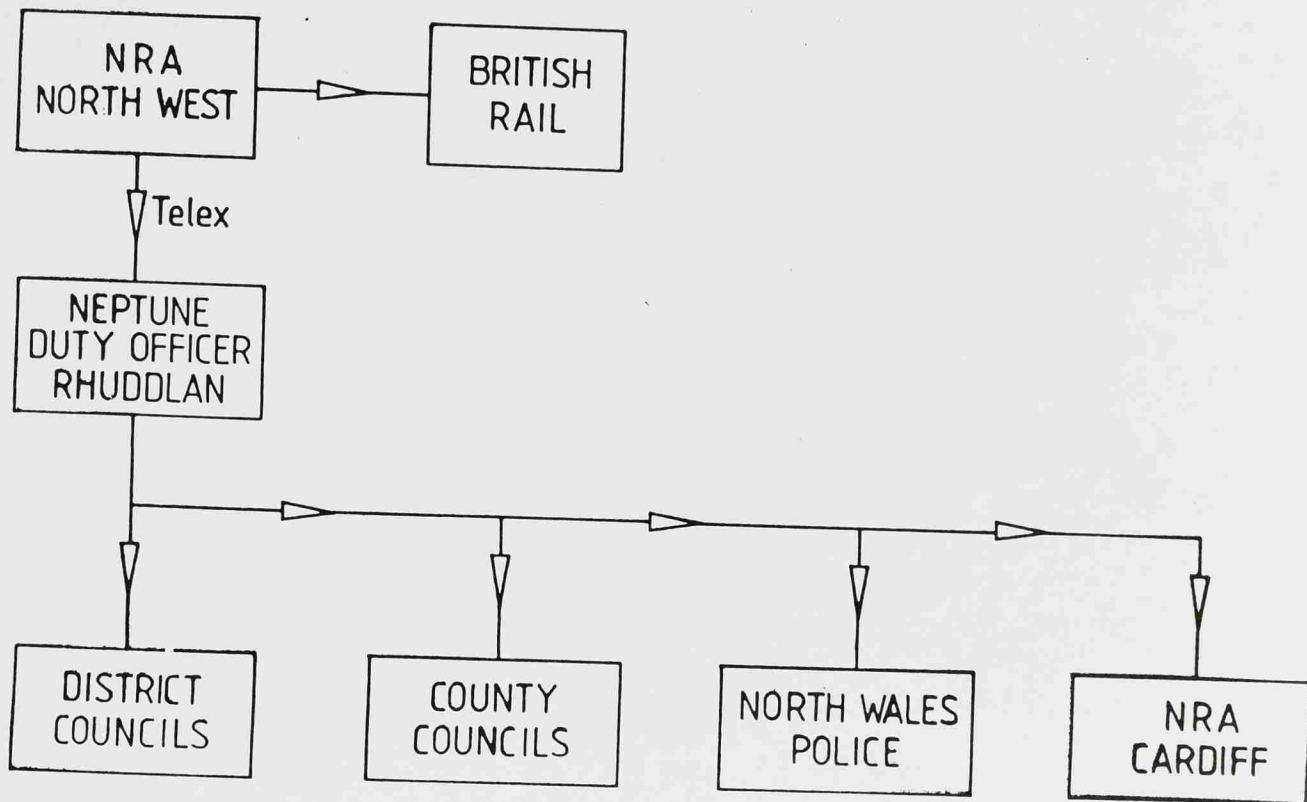 NRA
NORTH WEST
BRITISH
RAIL
Telex
NEPTUNE
DUTY OFFICER
RHUDDLAN
DISTRICT
COUNCILS
COUNTY
COUNCILS
NORTH WALES
POLICE
NRA
CARDIFF